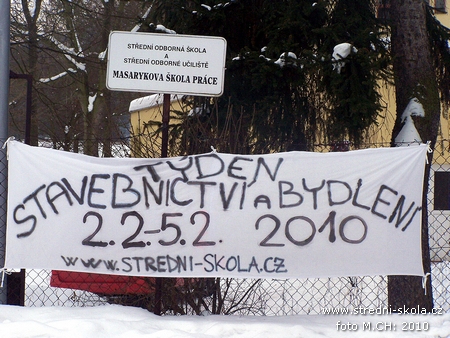 STŘEDNÍ ODBORNÁ ŠKOLA
A
STŘEDNÍ ODBORNÉ UČILIŠTĚ
MASARYKOVA ŠKOLA PRÁCE
TÝDEN
STAVEBNICTVÍ A BYDLENÍ
2.2-5.2. 2010
WWW.STREDNI-SKOLA.CZ
www.stredni-skola.cz
foto M.CH: 2010